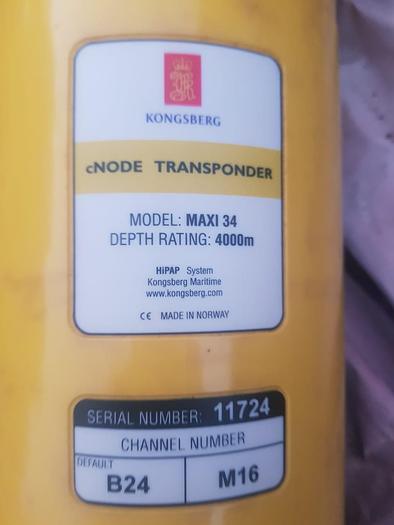 KONGSBERG
cNODE TRANSPONDER
MODEL: MAXI 34
DEPTH RATING: 4000m
HiPAP System
Kongsberg Maritime
www.kongsberg.com
CE MADE IN NORWAY
SERIAL NUMBER: 11724
CHANNEL NUMBER
DEFAULT
B24 M16